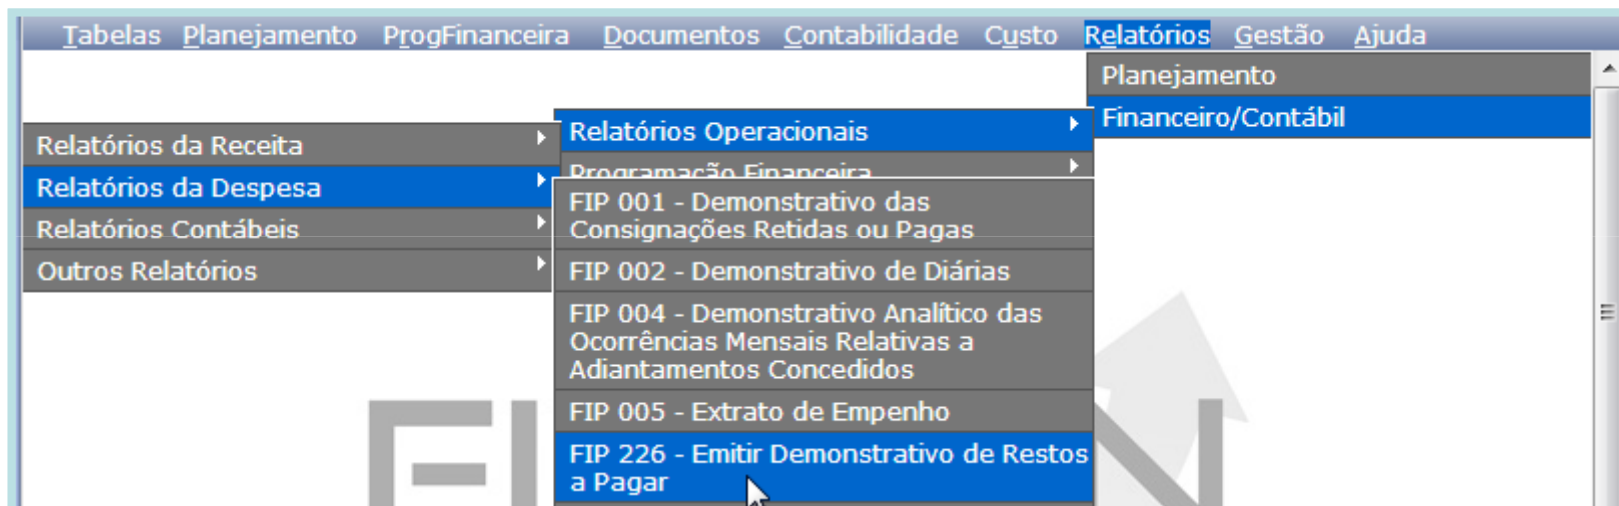 Tabelas Planejamento ProgFinanceira Documentos Contabilidade Custo Relatórios Gestão Ajuda
Planejamento
Financeiro/Contábil
Relatórios Operacionais
Programação Financeira
Relatórios da Receita
Relatórios da Despesa
Relatórios Contábeis
Outros Relatórios
FIP 001 - Demonstrativo das
Consignações Retidas ou Pagas
FIP 002 - Demonstrativo de Diárias
FIP 004 - Demonstrativo Analítico das
Ocorrências Mensais Relativas a
Adiantamentos Concedidos
FIP 005 - Extrato de Empenho
FIP 226 - Emitir Demonstrativo de Restos
a Pagar